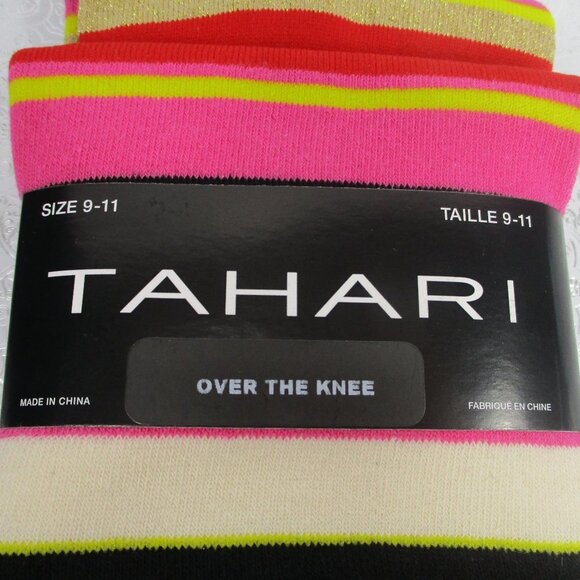 SIZE 9-11
TAILLE 9-11
TAHARI
OVER THE KNEE
MADE IN CHINA
FABRIQUÉ EN CHINE